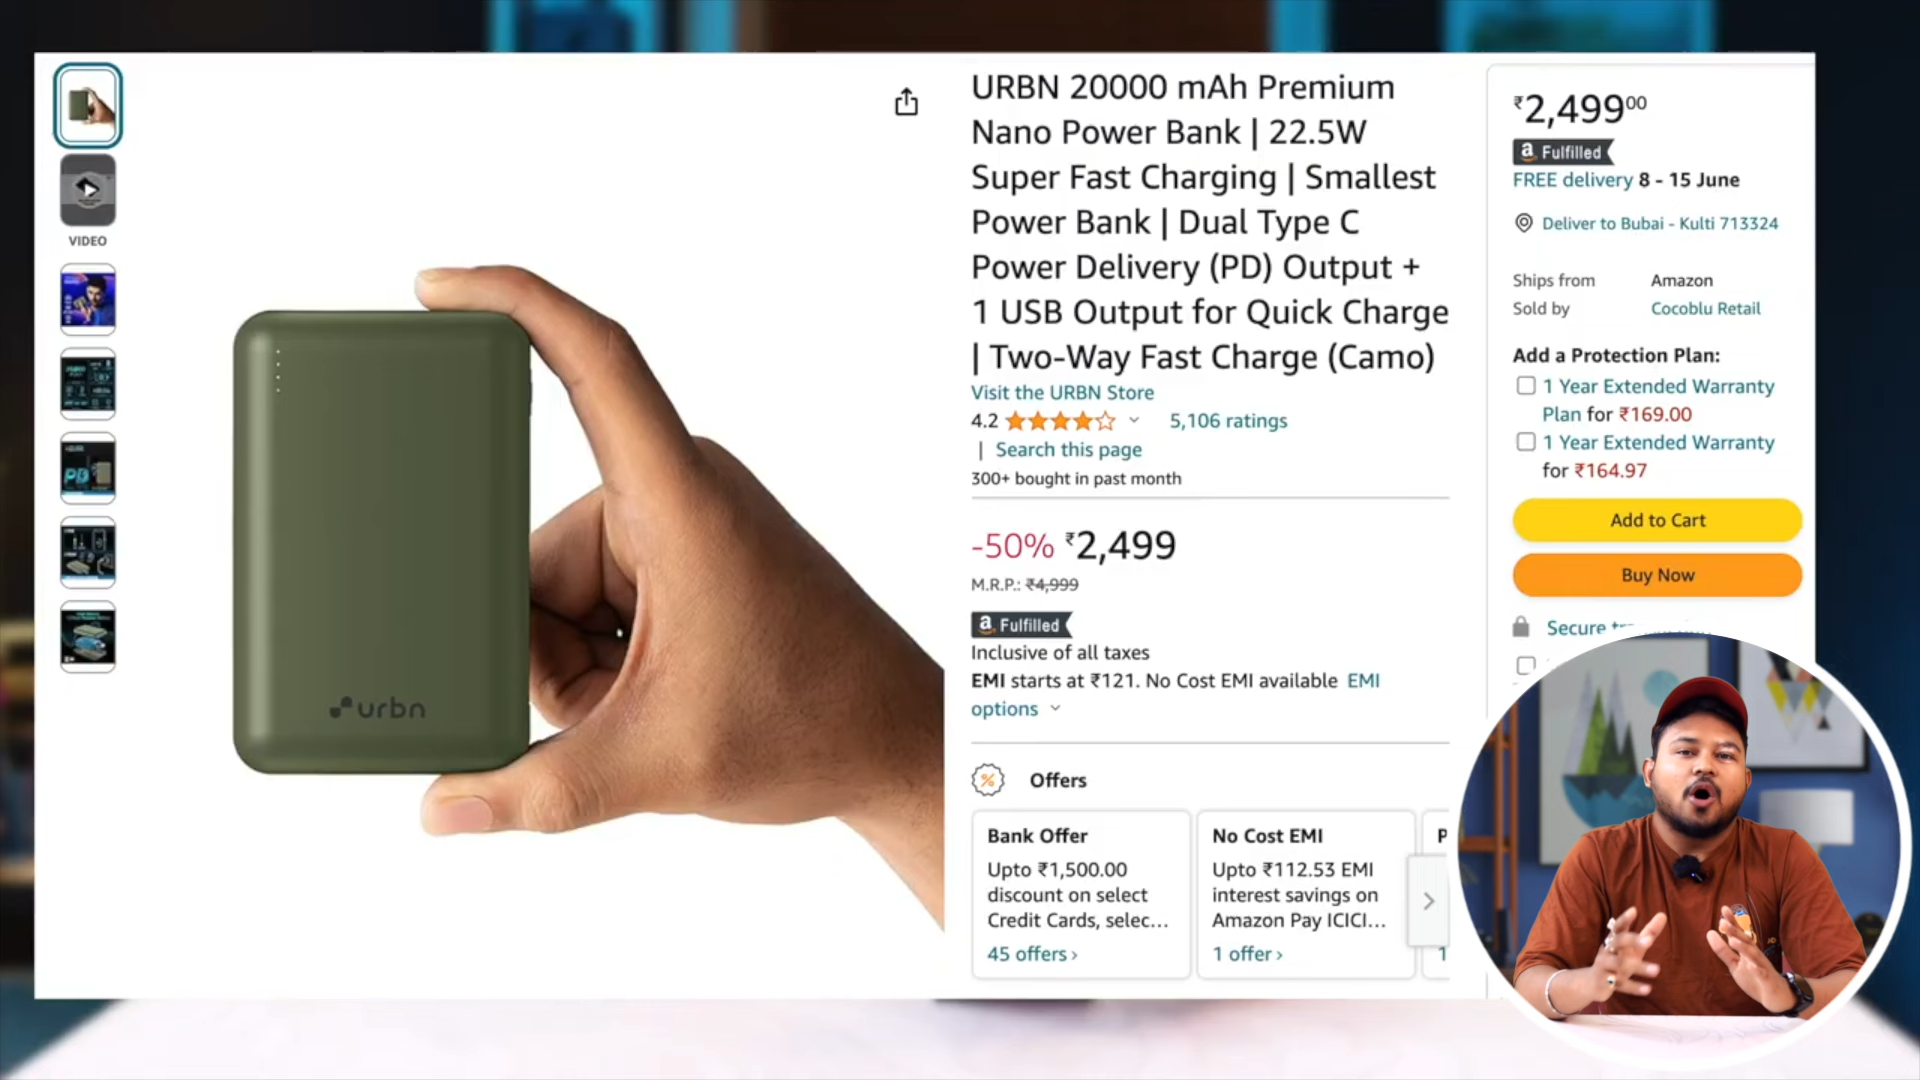 URBN 20000 mAh Premium
Nano Power Bank | 22.5W
Super Fast Charging | Smallest
Power Bank | Dual Type C
Power Delivery (PD) Output +
1 USB Output for Quick Charge
| Two-Way Fast Charge (Camo)
Visit the URBN Store
4.2
5,106 ratings
| Search this page
300+ bought in past month
-50% ₹2,499
M.R.P.: ₹4,999
a Fulfilled
Inclusive of all taxes
EMI starts at ₹121. No Cost EMI available EMI
options
% Offers
Bank Offer
Upto ₹1,500.00
discount on select
Credit Cards, selec...
45 offers ›
No Cost EMI
Upto ₹112.53 EMI
interest savings on
Amazon Pay ICICI...
1 offer ›
P
1
₹2,499.00
a Fulfilled
FREE delivery 8 - 15 June
Deliver to Bubai - Kulti 713324
Ships from Amazon
Sold by Cocoblu Retail
Add a Protection Plan:
1 Year Extended Warranty
Plan for ₹169.00
1 Year Extended Warranty
for ₹164.97
Add to Cart
Buy Now
Secure
VIDEO
urbn